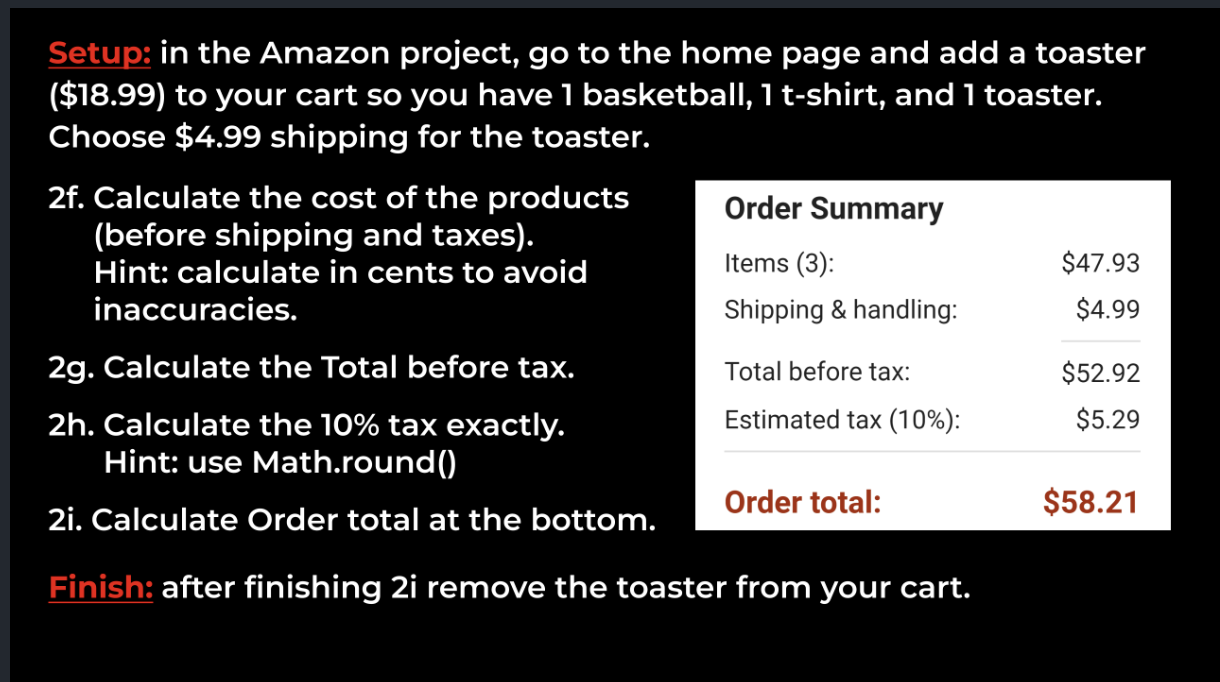 Setup: in the Amazon project, go to the home page and add a toaster
($18.99) to your cart so you have 1 basketball, 1 t-shirt, and 1 toaster.
Choose $4.99 shipping for the toaster.
2f. Calculate the cost of the products
(before shipping and taxes).
Hint: calculate in cents to avoid
inaccuracies.
2g. Calculate the Total before tax.
2h. Calculate the 10% tax exactly.
Hint: use Math.round()
2i. Calculate Order total at the bottom.
Order Summary
Items (3): $47.93
Shipping & handling: $4.99
Total before tax: $52.92
Estimated tax (10%): $5.29
Order total: $58.21
Finish: after finishing 2i remove the toaster from your cart.